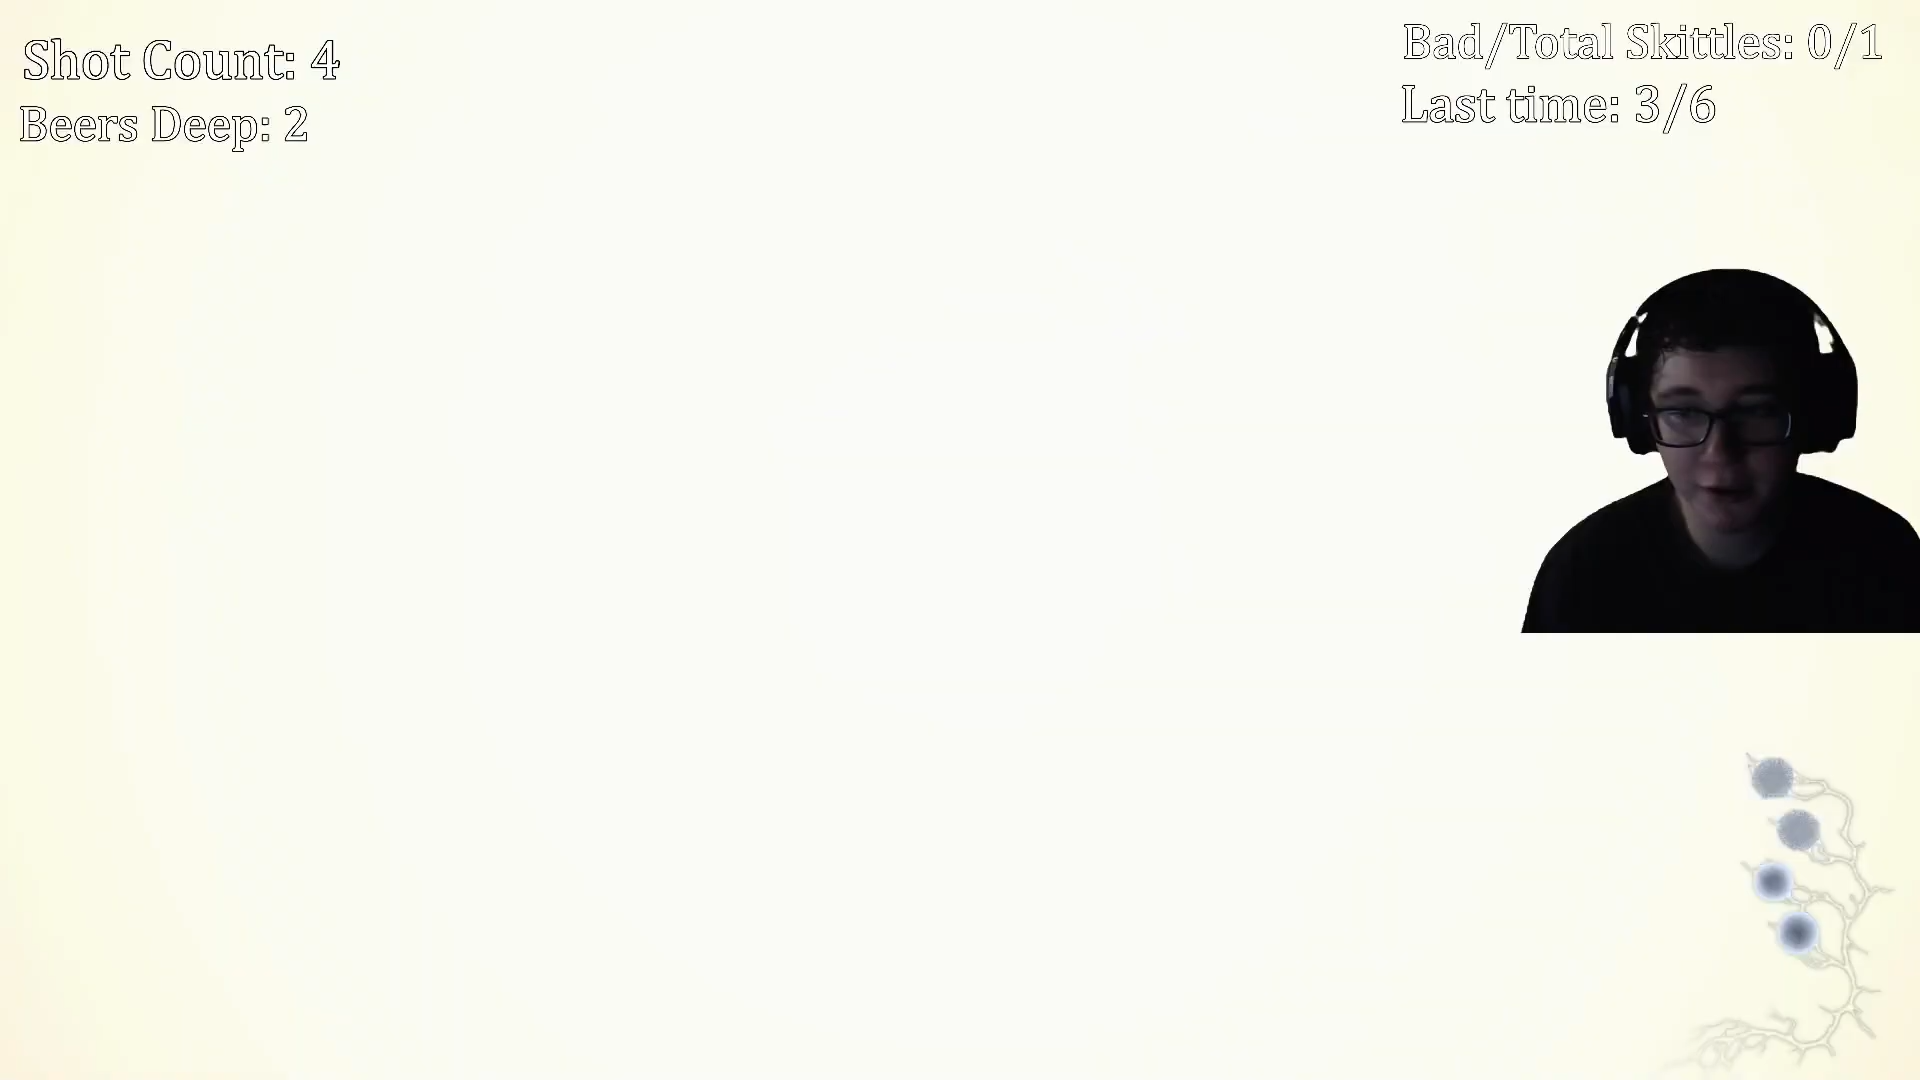 Shot Count: 4
Beers Deep: 2
Bad/Total Skittles: 0/1
Last time: 3/6